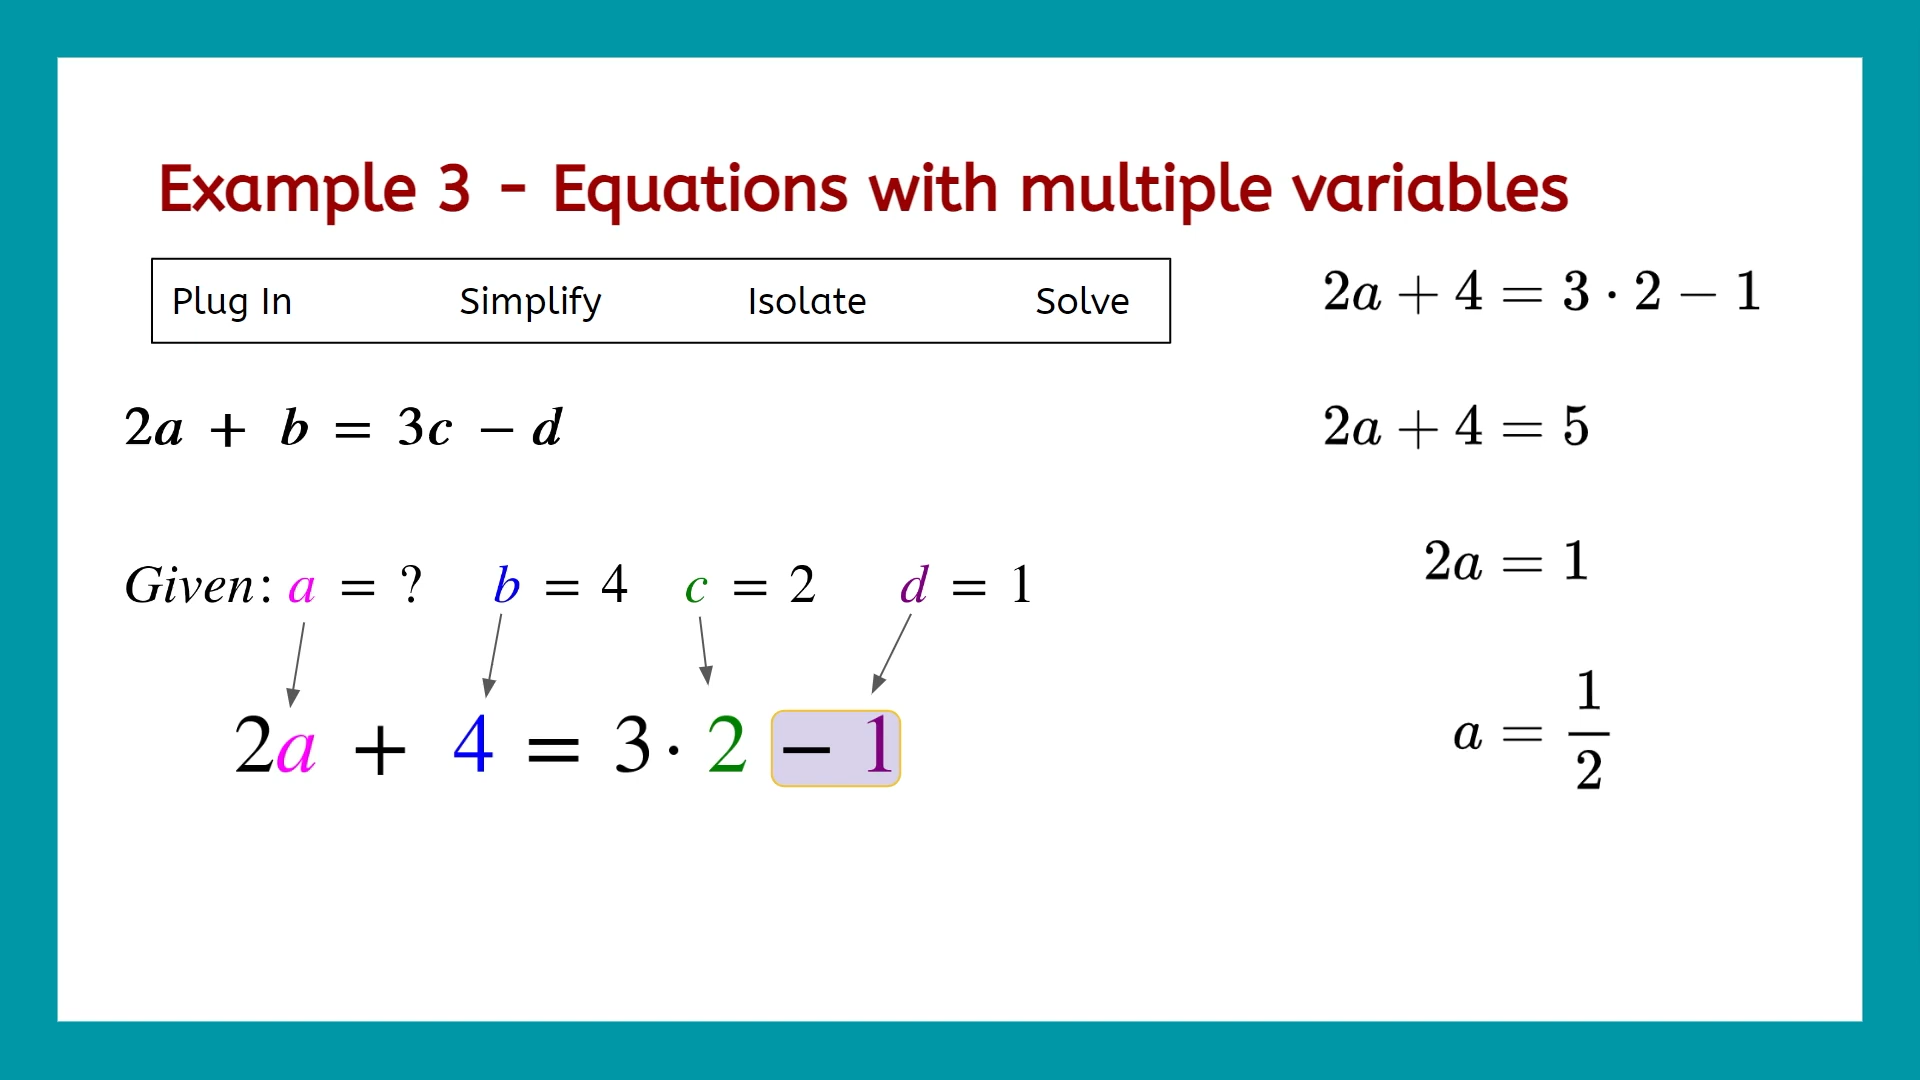 Example 3 - Equations with multiple variables
Plug In Simplify Isolate Solve
2a + b = 3c − d
Given: a = ? b = 4 c = 2 d = 1
2a + 4 = 3 · 2 − 1
2a + 4 = 3 · 2 − 1
2a + 4 = 5
2a = 1
a = 1/2